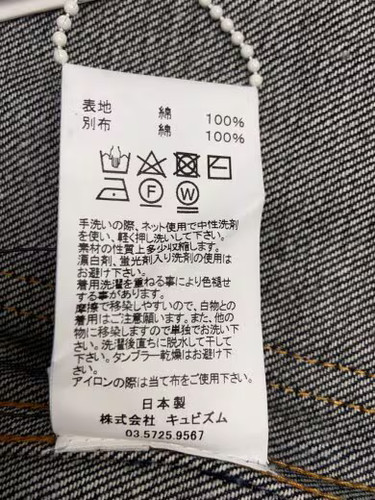 表地 綿 100%
別布 綿 100%
F W
手洗いの際、ネット使用で中性洗剤
を使い、軽く押し洗いして下さい。
素材の性質上多少収縮します。
漂白剤、蛍光剤入り洗剤の使用は
お避け下さい。
着用洗濯を重ねる事により色褪せ
する事があります。
摩擦で移染しやすいので、白物との
着用はご注意願います。また、他の
物に移染しますので単独でお洗い下
さい。洗濯後直ちに脱水して干して
下さい。タンブラー乾燥はお避け下
さい。
アイロンの際は当て布をご使用下さい。
日本製
株式会社 キュビズム
03.5725.9567